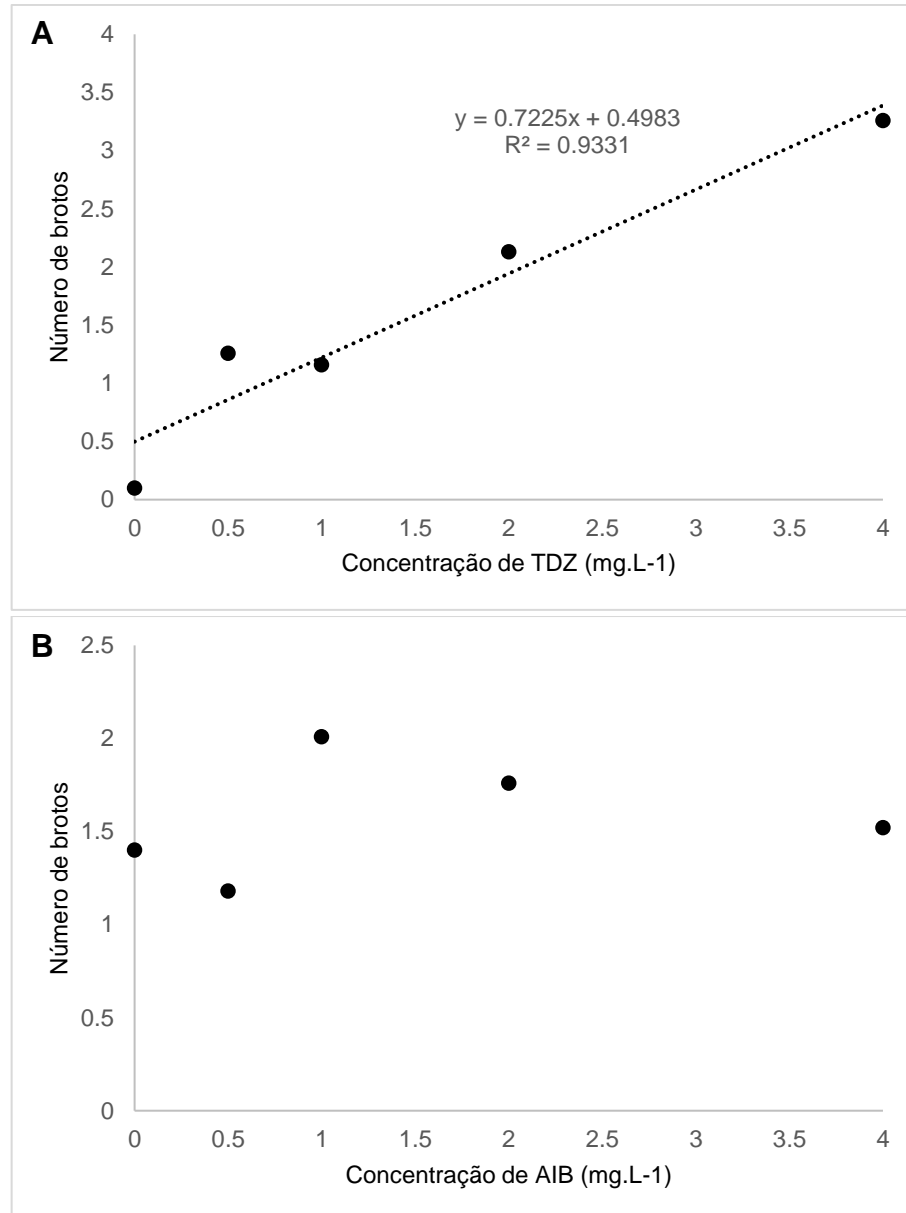 A
4
3.5
3
2.5
2
1.5
1
0.5
0
y = 0.7225x + 0.4983
R² = 0.9331
Número de brotos
0 0.5 1 1.5 2 2.5 3 3.5 4
Concentração de TDZ (mg.L-1)
B
2.5
2
1.5
1
0.5
0
Número de brotos
0 0.5 1 1.5 2 2.5 3 3.5 4
Concentração de AIB (mg.L-1)